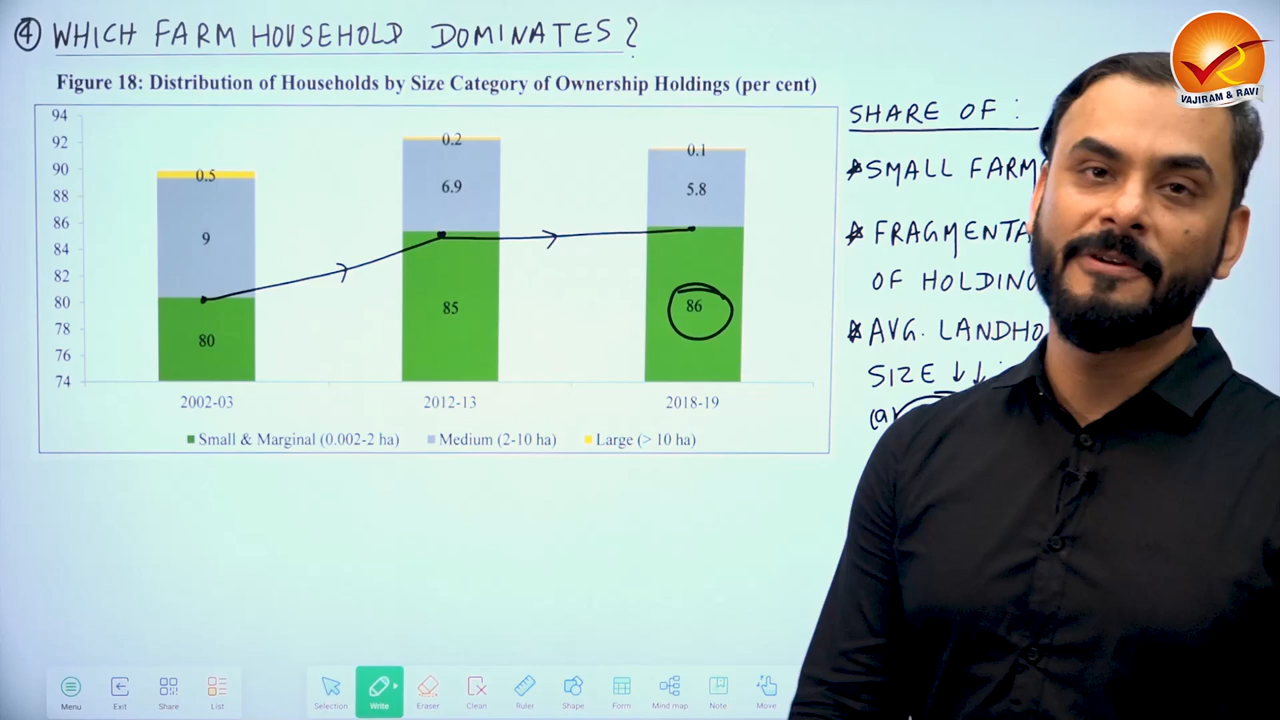 ④ WHICH FARM HOUSEHOLD DOMINATES?
Figure 18: Distribution of Households by Size Category of Ownership Holdings (per cent)
94
92
90
88
86
84
82
80
78
76
74
0.5
9
80
0.2
6.9
85
0.1
5.8
86
2002-03
2012-13
2018-19
Small & Marginal (0.002-2 ha)
Medium (2-10 ha)
Large (> 10 ha)
SHARE OF :
* SMALL FARM
* FRAGMENTA
OF HOLDING
* AVG. LANDHO
SIZE ↓↓
VAJIRAM & RAVI
Menu
Exit
Share
List
Selection
Write
Eraser
Clean
Ruler
Shape
Form
Mind map
Note
Move